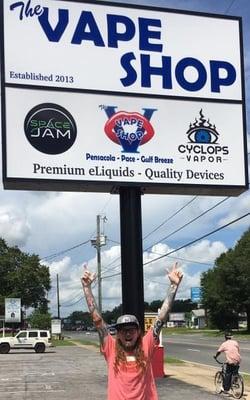 The
VAPE
SHOP
Established 2013
SPACE
JAM
THE
VAPE
SHOP
Pensacola - Pace - Gulf Breeze
CYCLOPS
VAPOR
Premium eLiquids - Quality Devices